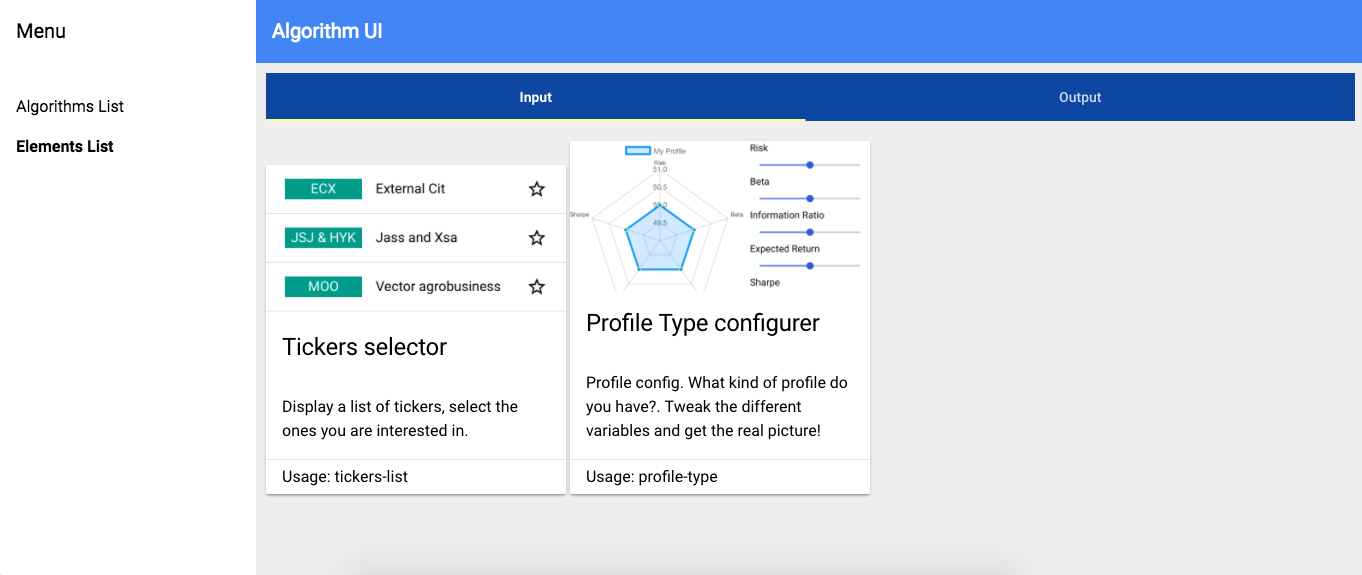 Menu
Algorithms List
Elements List
Algorithm UI
Input
Output
ECX External Cit
JSJ & HYK Jass and Xsa
MOO Vector agrobusiness
Tickers selector
Display a list of tickers, select the
ones you are interested in.
Usage: tickers-list
My Profile
Risk
51.0
50.5
50.0
49.5
Sharpe
Beta
Risk
Beta
Information Ratio
Expected Return
Sharpe
Profile Type configurer
Profile config. What kind of profile do
you have?. Tweak the different
variables and get the real picture!
Usage: profile-type